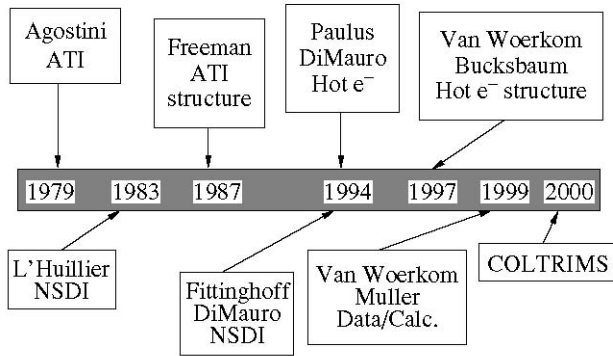 Agostini
ATI
Freeman
ATI
structure
Paulus
DiMauro
Hot e⁻
Van Woerkom
Bucksbaum
Hot e⁻ structure
1979 1983 1987 1994 1997 1999 2000
L'Huillier
NSDI
Fittinghoff
DiMauro
NSDI
Van Woerkom
Muller
Data/Calc.
COLTRIMS